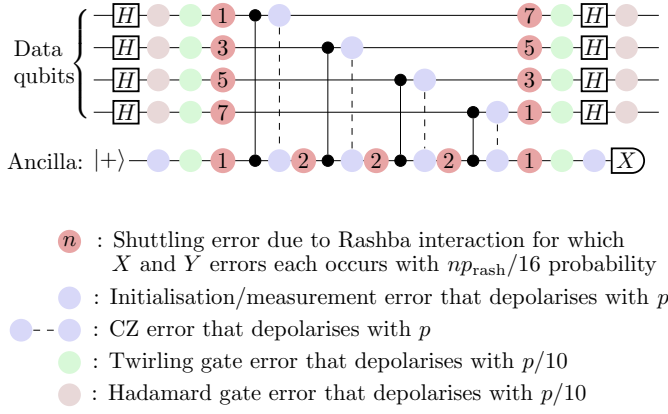 H 1 7 H
Data H 3 5 H
qubits H 5 3 H
H 7 1 H
Ancilla: |+⟩ 1 2 2 2 1 X
n : Shuttling error due to Rashba interaction for which
X and Y errors each occurs with np_rash/16 probability
: Initialisation/measurement error that depolarises with p
: CZ error that depolarises with p
: Twirling gate error that depolarises with p/10
: Hadamard gate error that depolarises with p/10